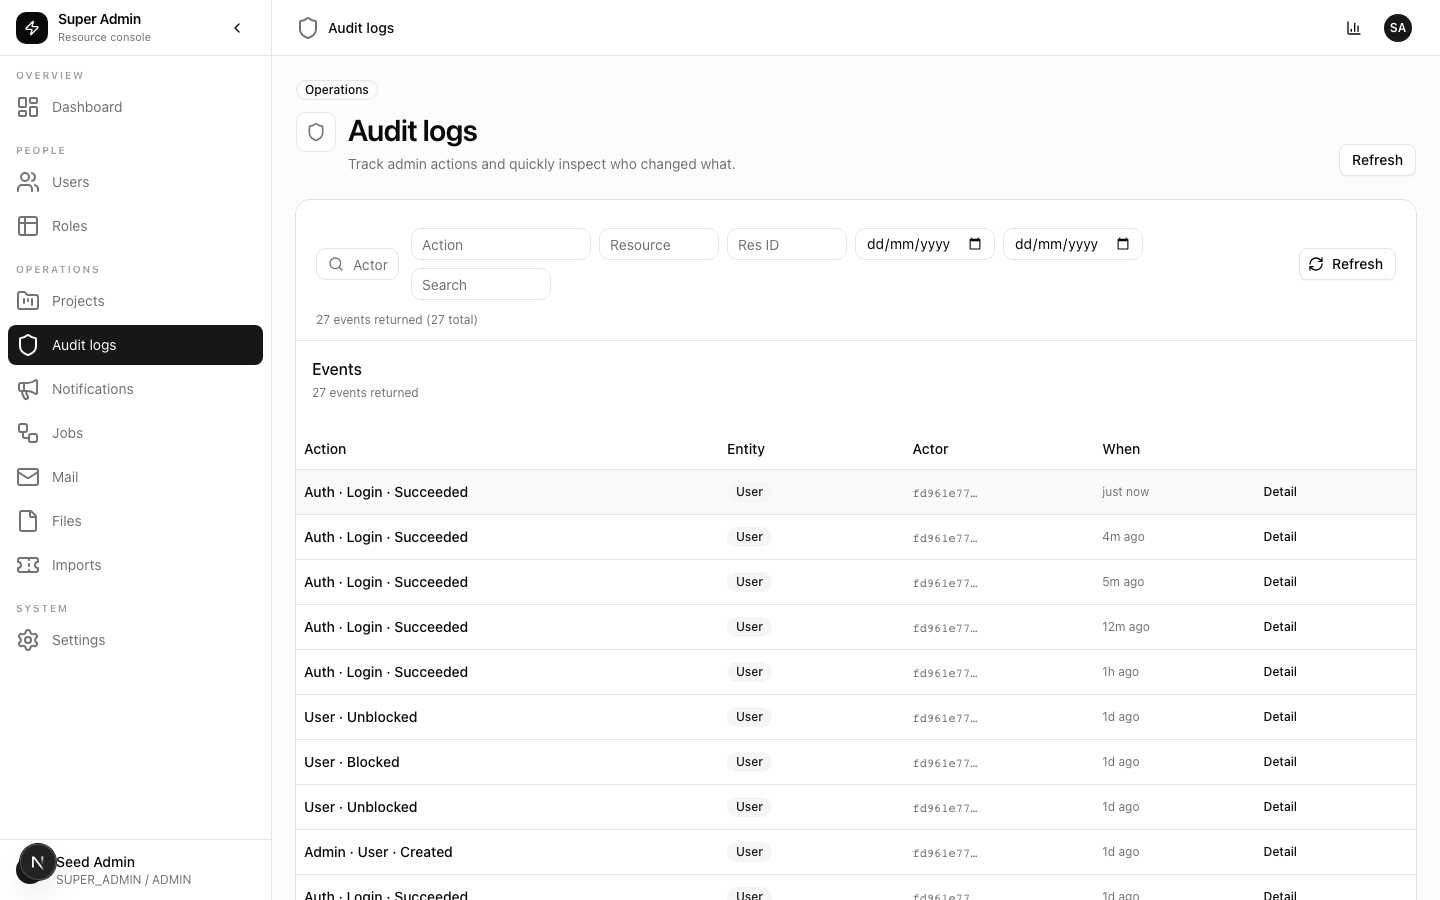 Super Admin
Resource console
OVERVIEW
Dashboard
PEOPLE
Users
Roles
OPERATIONS
Projects
Audit logs
Notifications
Jobs
Mail
Files
Imports
SYSTEM
Settings
N
Seed Admin
SUPER_ADMIN / ADMIN
Audit logs
SA
Operations
Audit logs
Track admin actions and quickly inspect who changed what.
Refresh
Actor
Action
Resource
Res ID
dd/mm/yyyy
dd/mm/yyyy
Search
Refresh
27 events returned (27 total)
Events
27 events returned
Action Entity Actor When
Auth · Login · Succeeded User fd961e77… just now Detail
Auth · Login · Succeeded User fd961e77… 4m ago Detail
Auth · Login · Succeeded User fd961e77… 5m ago Detail
Auth · Login · Succeeded User fd961e77… 12m ago Detail
Auth · Login · Succeeded User fd961e77… 1h ago Detail
User · Unblocked User fd961e77… 1d ago Detail
User · Blocked User fd961e77… 1d ago Detail
User · Unblocked User fd961e77… 1d ago Detail
Admin · User · Created User fd961e77… 1d ago Detail
Auth · Login · Succeeded User fd961e77… 1d ago Detail